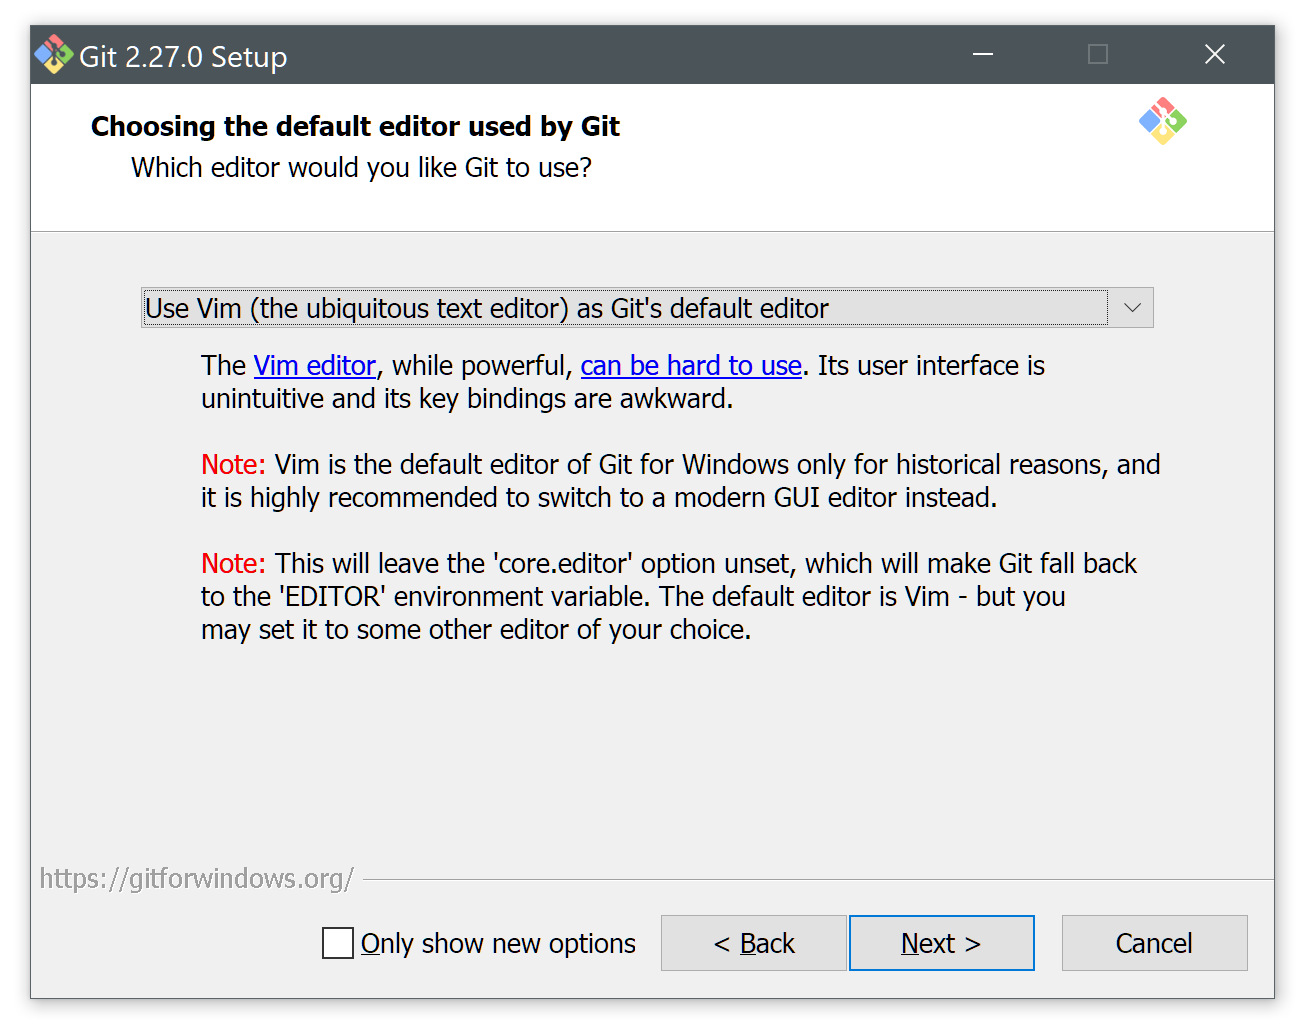 Git 2.27.0 Setup
Choosing the default editor used by Git
Which editor would you like Git to use?
Use Vim (the ubiquitous text editor) as Git's default editor
The Vim editor, while powerful, can be hard to use. Its user interface is
unintuitive and its key bindings are awkward.
Note: Vim is the default editor of Git for Windows only for historical reasons, and
it is highly recommended to switch to a modern GUI editor instead.
Note: This will leave the 'core.editor' option unset, which will make Git fall back
to the 'EDITOR' environment variable. The default editor is Vim - but you
may set it to some other editor of your choice.
https://gitforwindows.org/
Only show new options
< Back
Next >
Cancel